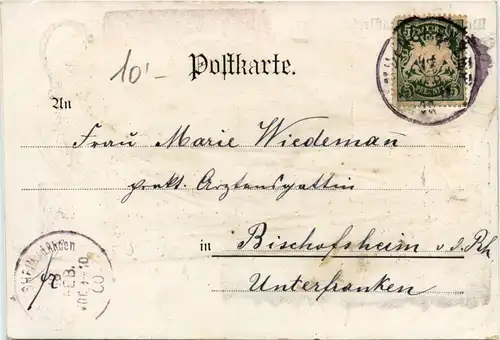 10.-
Postkarte.
An
Frau Marie Wiedemann
prakt. Arztensgattin
in Bischofsheim v. d. Rh
Unterfranken